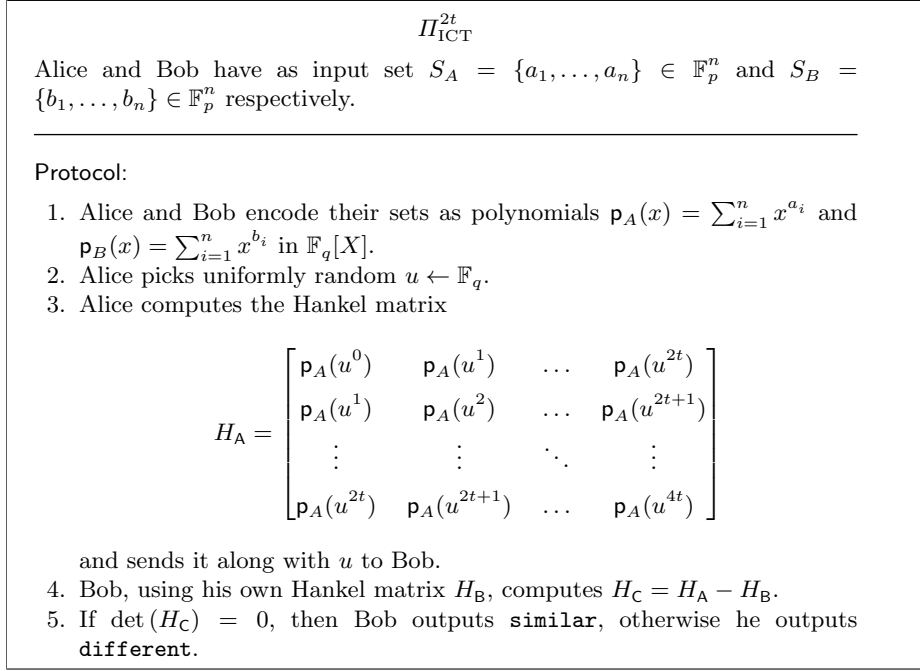 Π_ICT^2t
Alice and Bob have as input set S_A = {a_1, . . . , a_n} ∈ 𝔽_p^n and S_B =
{b_1, . . . , b_n} ∈ 𝔽_p^n respectively.
Protocol:
1. Alice and Bob encode their sets as polynomials p_A(x) = ∑_{i=1}^n x^{a_i} and
p_B(x) = ∑_{i=1}^n x^{b_i} in 𝔽_q[X].
2. Alice picks uniformly random u ← 𝔽_q.
3. Alice computes the Hankel matrix
p_A(u^0) p_A(u^1) . . . p_A(u^{2t})
p_A(u^1) p_A(u^2) . . . p_A(u^{2t+1})
H_A = ⋮ ⋮ ⋱ ⋮
p_A(u^{2t}) p_A(u^{2t+1}) . . . p_A(u^{4t})
and sends it along with u to Bob.
4. Bob, using his own Hankel matrix H_B, computes H_C = H_A − H_B.
5. If det (H_C) = 0, then Bob outputs similar, otherwise he outputs
different.